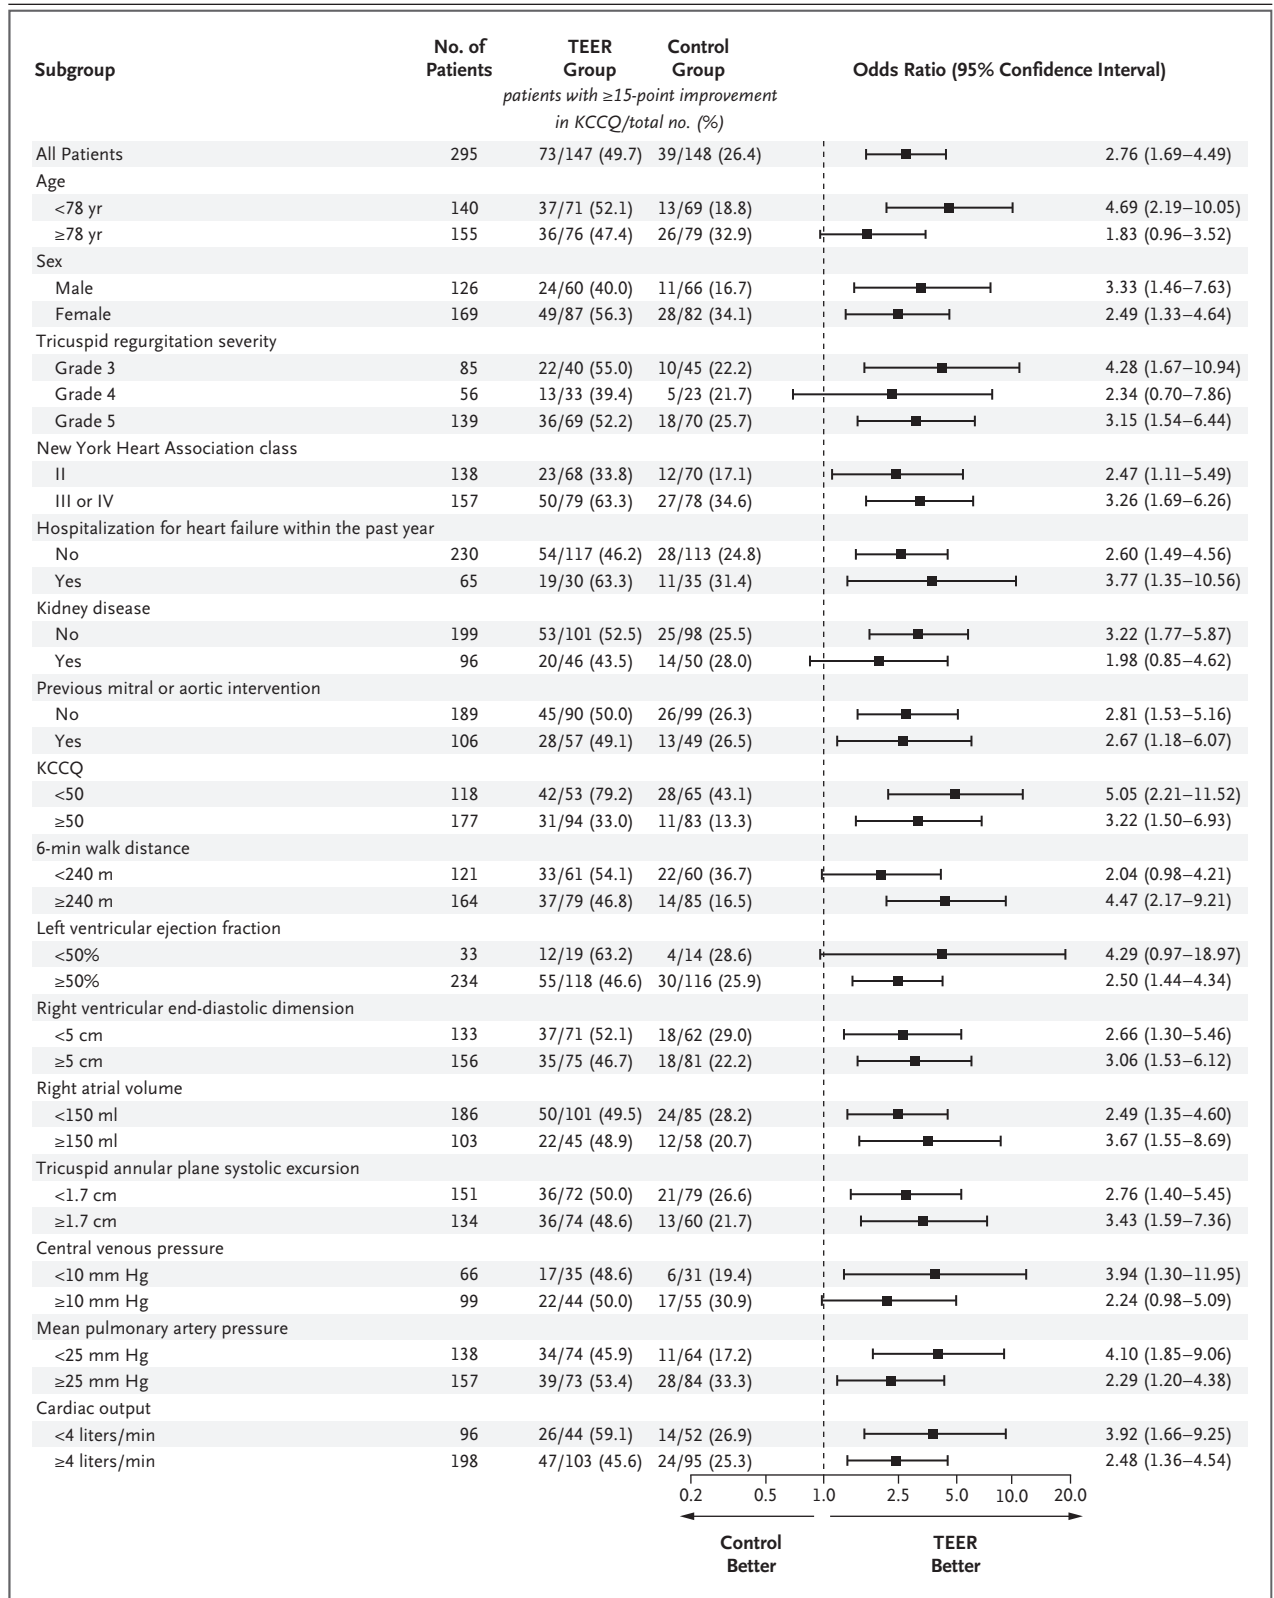 Subgroup No. of Patients TEER Group Control Group Odds Ratio (95% Confidence Interval)
patients with ≥15-point improvement
in KCCQ/total no. (%)
All Patients 295 73/147 (49.7) 39/148 (26.4) 2.76 (1.69–4.49)
Age
<78 yr 140 37/71 (52.1) 13/69 (18.8) 4.69 (2.19–10.05)
≥78 yr 155 36/76 (47.4) 26/79 (32.9) 1.83 (0.96–3.52)
Sex
Male 126 24/60 (40.0) 11/66 (16.7) 3.33 (1.46–7.63)
Female 169 49/87 (56.3) 28/82 (34.1) 2.49 (1.33–4.64)
Tricuspid regurgitation severity
Grade 3 85 22/40 (55.0) 10/45 (22.2) 4.28 (1.67–10.94)
Grade 4 56 13/33 (39.4) 5/23 (21.7) 2.34 (0.70–7.86)
Grade 5 139 36/69 (52.2) 18/70 (25.7) 3.15 (1.54–6.44)
New York Heart Association class
II 138 23/68 (33.8) 12/70 (17.1) 2.47 (1.11–5.49)
III or IV 157 50/79 (63.3) 27/78 (34.6) 3.26 (1.69–6.26)
Hospitalization for heart failure within the past year
No 230 54/117 (46.2) 28/113 (24.8) 2.60 (1.49–4.56)
Yes 65 19/30 (63.3) 11/35 (31.4) 3.77 (1.35–10.56)
Kidney disease
No 199 53/101 (52.5) 25/98 (25.5) 3.22 (1.77–5.87)
Yes 96 20/46 (43.5) 14/50 (28.0) 1.98 (0.85–4.62)
Previous mitral or aortic intervention
No 189 45/90 (50.0) 26/99 (26.3) 2.81 (1.53–5.16)
Yes 106 28/57 (49.1) 13/49 (26.5) 2.67 (1.18–6.07)
KCCQ
<50 118 42/53 (79.2) 28/65 (43.1) 5.05 (2.21–11.52)
≥50 177 31/94 (33.0) 11/83 (13.3) 3.22 (1.50–6.93)
6-min walk distance
<240 m 121 33/61 (54.1) 22/60 (36.7) 2.04 (0.98–4.21)
≥240 m 164 37/79 (46.8) 14/85 (16.5) 4.47 (2.17–9.21)
Left ventricular ejection fraction
<50% 33 12/19 (63.2) 4/14 (28.6) 4.29 (0.97–18.97)
≥50% 234 55/118 (46.6) 30/116 (25.9) 2.50 (1.44–4.34)
Right ventricular end-diastolic dimension
<5 cm 133 37/71 (52.1) 18/62 (29.0) 2.66 (1.30–5.46)
≥5 cm 156 35/75 (46.7) 18/81 (22.2) 3.06 (1.53–6.12)
Right atrial volume
<150 ml 186 50/101 (49.5) 24/85 (28.2) 2.49 (1.35–4.60)
≥150 ml 103 22/45 (48.9) 12/58 (20.7) 3.67 (1.55–8.69)
Tricuspid annular plane systolic excursion
<1.7 cm 151 36/72 (50.0) 21/79 (26.6) 2.76 (1.40–5.45)
≥1.7 cm 134 36/74 (48.6) 13/60 (21.7) 3.43 (1.59–7.36)
Central venous pressure
<10 mm Hg 66 17/35 (48.6) 6/31 (19.4) 3.94 (1.30–11.95)
≥10 mm Hg 99 22/44 (50.0) 17/55 (30.9) 2.24 (0.98–5.09)
Mean pulmonary artery pressure
<25 mm Hg 138 34/74 (45.9) 11/64 (17.2) 4.10 (1.85–9.06)
≥25 mm Hg 157 39/73 (53.4) 28/84 (33.3) 2.29 (1.20–4.38)
Cardiac output
<4 liters/min 96 26/44 (59.1) 14/52 (26.9) 3.92 (1.66–9.25)
≥4 liters/min 198 47/103 (45.6) 24/95 (25.3) 2.48 (1.36–4.54)
0.2 0.5 1.0 2.5 5.0 10.0 20.0
Control Better TEER Better